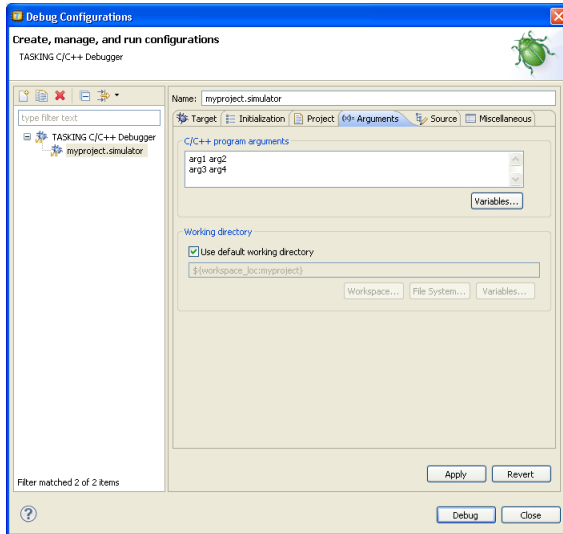 Debug Configurations
Create, manage, and run configurations
TASKING C/C++ Debugger
Name: myproject.simulator
type filter text
Target Initialization Project (x)= Arguments Source Miscellaneous
TASKING C/C++ Debugger
myproject.simulator
C/C++ program arguments
arg1 arg2
arg3 arg4
Variables...
Working directory
Use default working directory
${workspace_loc:myproject}
Workspace... File System... Variables...
Apply Revert
Filter matched 2 of 2 items
? Debug Close